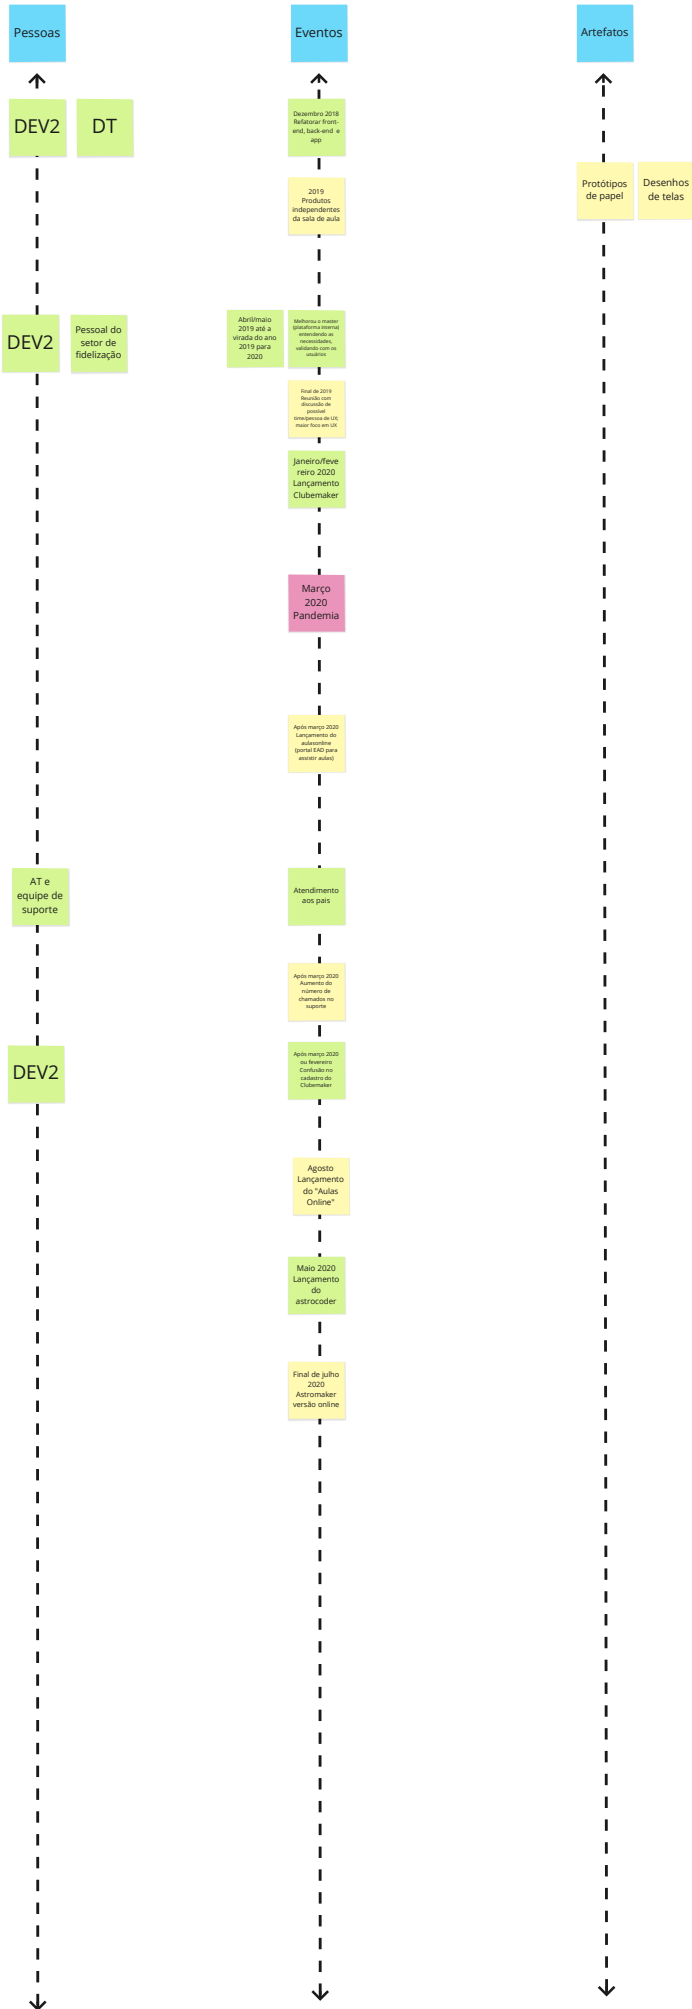 Pessoas
Eventos
Artefatos
DEV2
DT
Dezembro 2018
Refatorar front-
end, back-end e
app
2019
Produtos
independentes
da sala de aula
Protótipos
de papel
Desenhos
de telas
DEV2
Pessoal do
setor de
fidelização
Abril/maio
2019 até a
virada do ano
2019 para
2020
Melhorou o master
(plataforma interna)
entendendo as
necessidades,
validando com os
usuários
Final de 2019
Reunião com
discussão de
possível
time/pessoa de UX;
maior foco em UX
Janeiro/feve
reiro 2020
Lançamento
Clubemaker
Março
2020
Pandemia
Após março 2020
Lançamento do
aulasonline
(portal EAD para
assistir aulas)
AT e
equipe de
suporte
Atendimento
aos pais
Após março 2020
Aumento do
número de
chamados no
suporte
DEV2
Após março 2020
ou fevereiro
Confusão no
cadastro do
Clubemaker
Agosto
Lançamento
do "Aulas
Online"
Maio 2020
Lançamento
do
astrocoder
Final de julho
2020
Astromaker
versão online